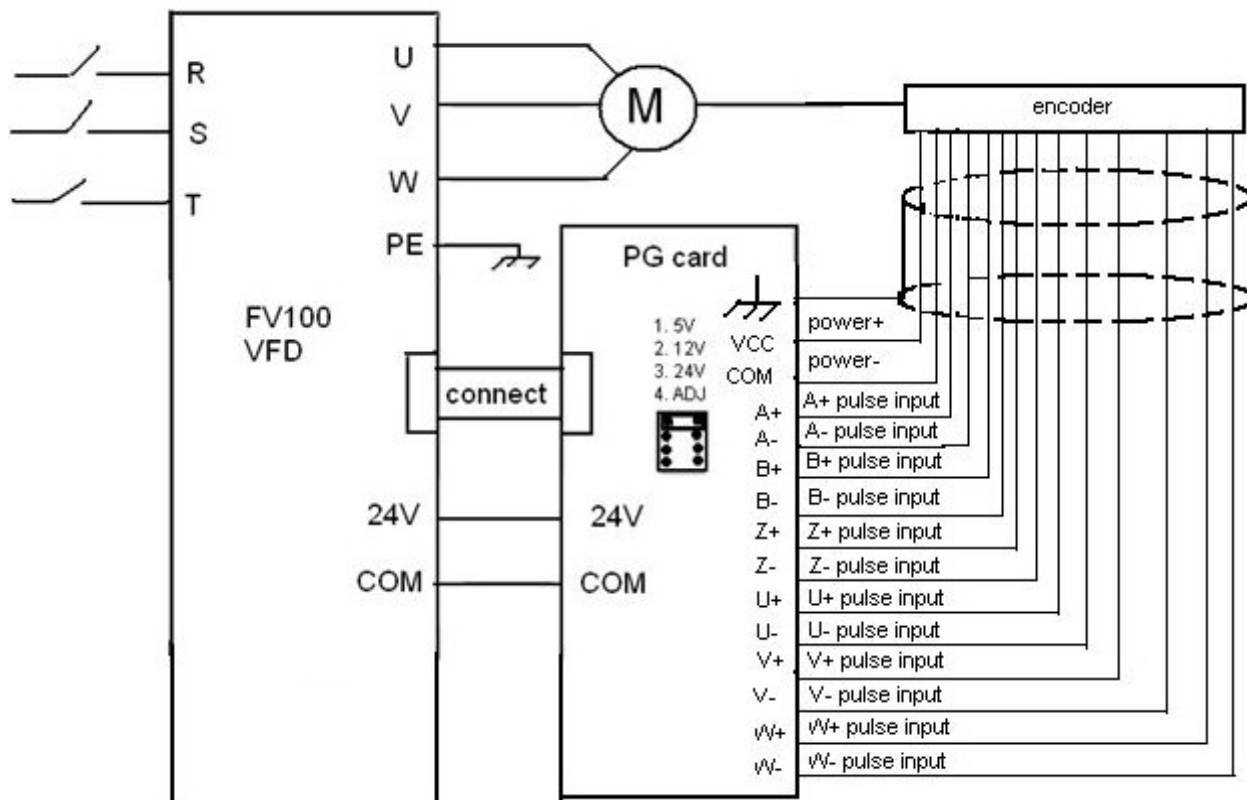 R
S
T
U
V
W
PE
FV100
VFD
M
encoder
connect
24V
COM
PG card
1. 5V
2. 12V
3. 24V
4. ADJ
24V
COM
VCC
COM
A+
A-
B+
B-
Z+
Z-
U+
U-
V+
V-
W+
W-
power+
power-
A+ pulse input
A- pulse input
B+ pulse input
B- pulse input
Z+ pulse input
Z- pulse input
U+ pulse input
U- pulse input
V+ pulse input
V- pulse input
W+ pulse input
W- pulse input